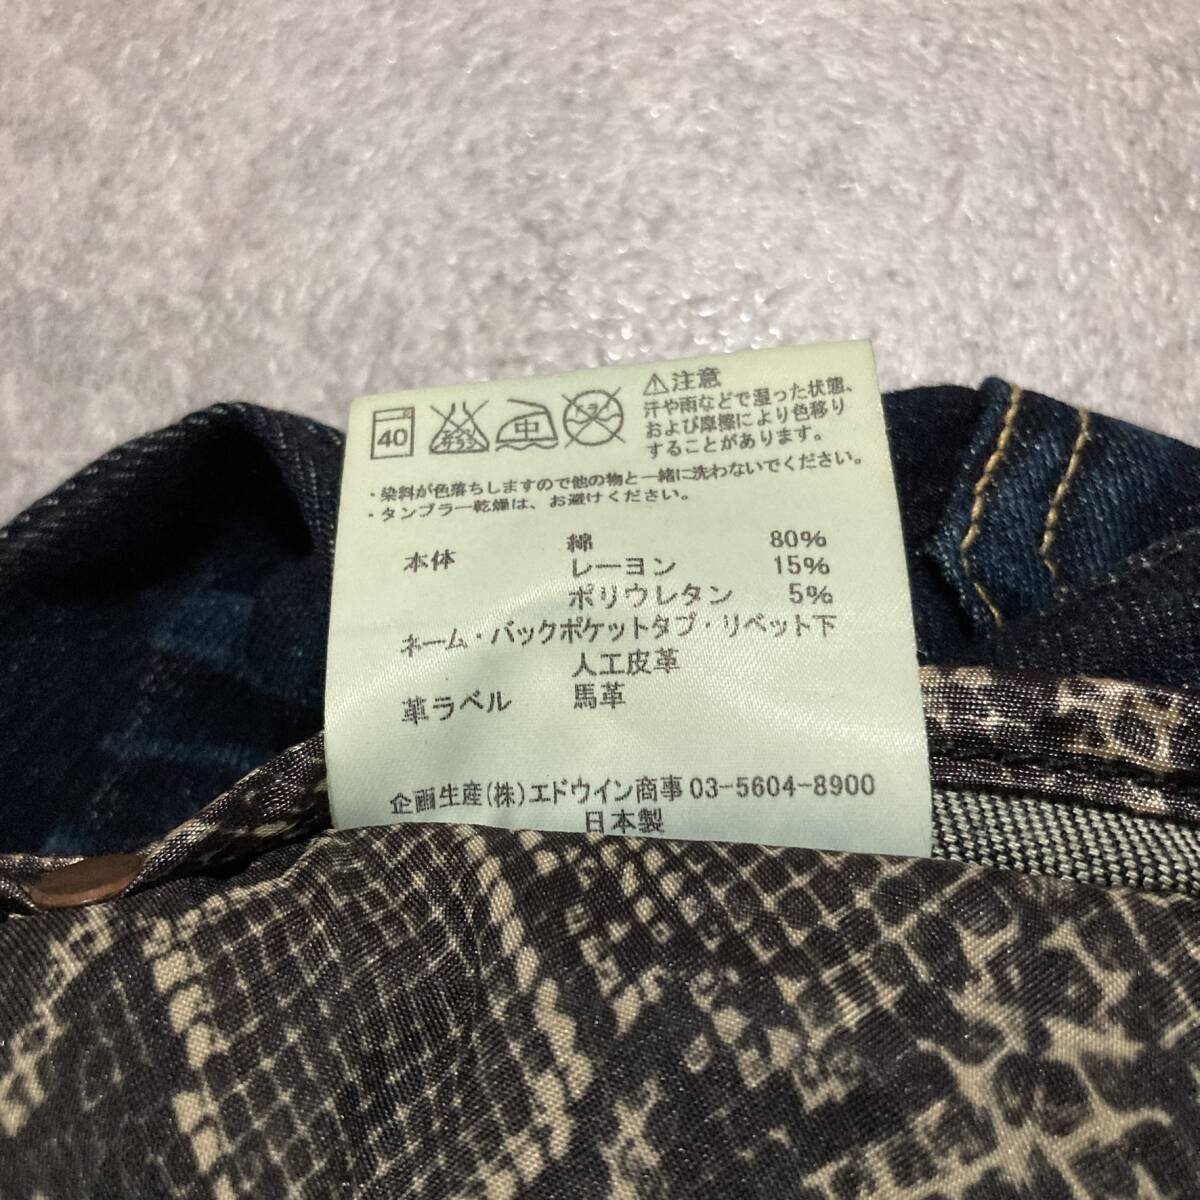 ⚠注意
汗や雨などで湿った状態、
および摩擦により色移り
することがあります。
40
中
・染料が色落ちしますので他の物と一緒に洗わないでください。
・タンブラー乾燥は、お避けください。
本体 綿 80%
レーヨン 15%
ポリウレタン 5%
ネーム・バックポケットタブ・リベット下
人工皮革
革ラベル 馬革
企画生産(株)エドウイン商事 03-5604-8900
日本製